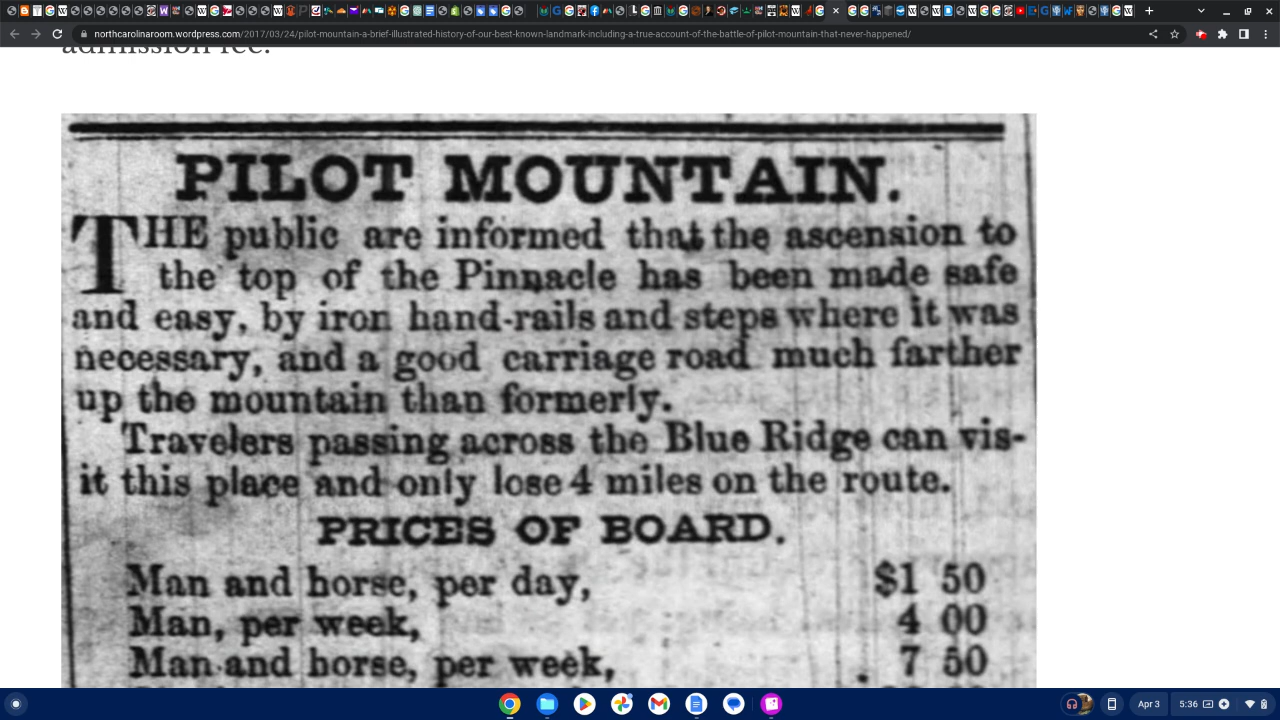 northcarolinaroom.wordpress.com/2017/03/24/pilot-mountain-a-brief-illustrated-history-of-our-best-known-landmark-including-a-true-account-of-the-battle-of-pilot-mountain-that-never-happened/
admission fee.
PILOT MOUNTAIN.
THE public are informed that the ascension to
the top of the Pinnacle has been made safe
and easy, by iron hand-rails and steps where it was
necessary, and a good carriage road much farther
up the mountain than formerly.
Travelers passing across the Blue Ridge can vis-
it this place and only lose 4 miles on the route.
PRICES OF BOARD.
Man and horse, per day, $1 50
Man, per week, 4 00
Man and horse, per week, 7 50
Apr 3 5:36